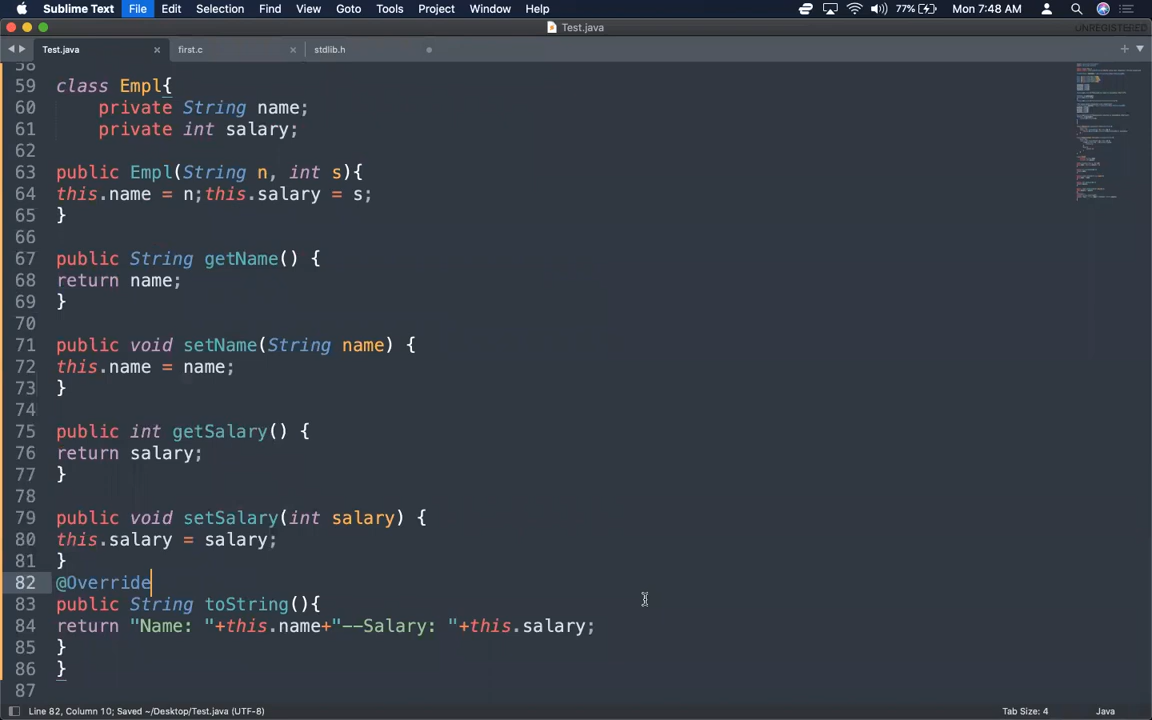 Sublime Text File Edit Selection Find View Goto Tools Project Window Help 77% Mon 7:48 AM
Test.java UNREGISTERED
Test.java first.c stdlib.h
58
59 class Empl{
60 private String name;
61 private int salary;
62
63 public Empl(String n, int s){
64 this.name = n;this.salary = s;
65 }
66
67 public String getName() {
68 return name;
69 }
70
71 public void setName(String name) {
72 this.name = name;
73 }
74
75 public int getSalary() {
76 return salary;
77 }
78
79 public void setSalary(int salary) {
80 this.salary = salary;
81 }
82 @Override
83 public String toString(){
84 return "Name: "+this.name+"--Salary: "+this.salary;
85 }
86 }
87
Line 82, Column 10; Saved ~/Desktop/Test.java (UTF-8) Tab Size: 4 Java